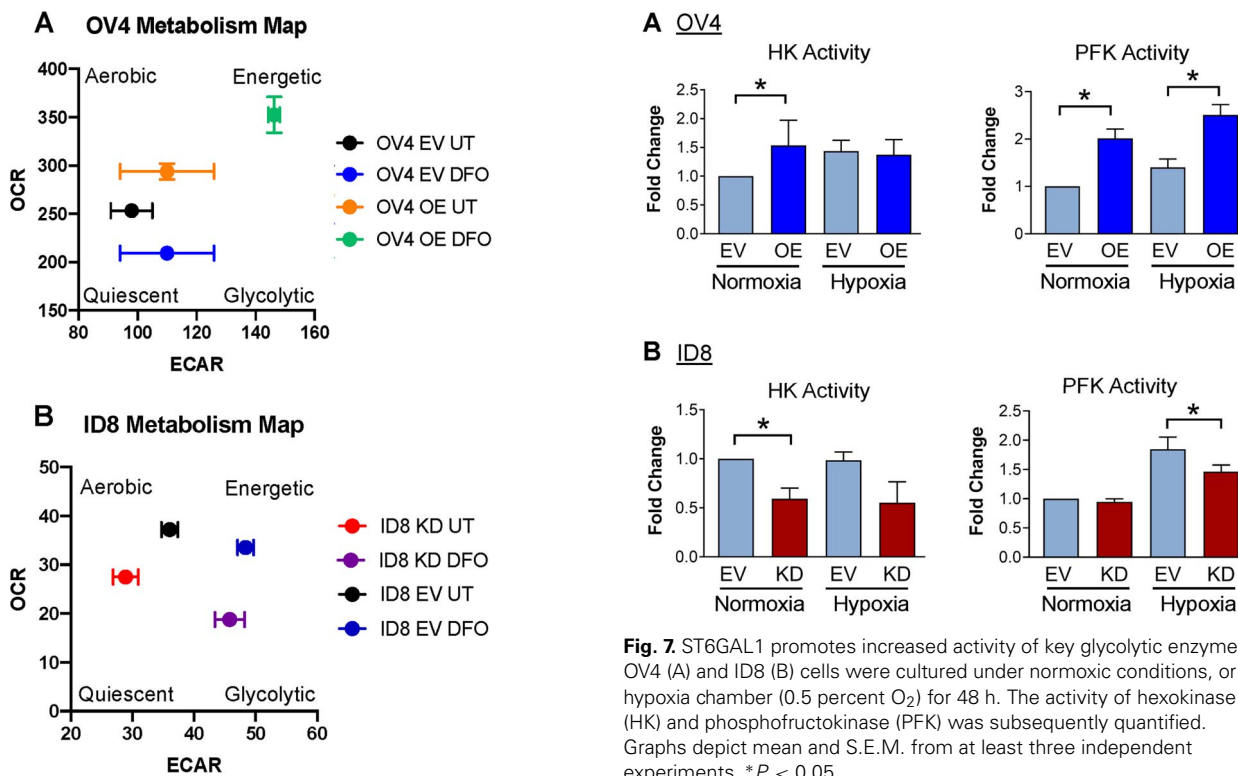 A OV4 Metabolism Map
400
350
300
250
200
150
OCR
Aerobic Energetic
Quiescent Glycolytic
80 100 120 140 160
ECAR
OV4 EV UT
OV4 EV DFO
OV4 OE UT
OV4 OE DFO
B ID8 Metabolism Map
50
40
30
20
10
0
OCR
Aerobic Energetic
Quiescent Glycolytic
20 30 40 50 60
ECAR
ID8 KD UT
ID8 KD DFO
ID8 EV UT
ID8 EV DFO
A OV4
HK Activity
Fold Change
2.5
2.0
1.5
1.0
0.5
0.0
*
EV OE EV OE
Normoxia Hypoxia
PFK Activity
Fold Change
3
2
1
0
* *
EV OE EV OE
Normoxia Hypoxia
B ID8
HK Activity
Fold Change
1.5
1.0
0.5
0.0
*
EV KD EV KD
Normoxia Hypoxia
PFK Activity
Fold Change
2.5
2.0
1.5
1.0
0.5
0.0
*
EV KD EV KD
Normoxia Hypoxia
Fig. 7. ST6GAL1 promotes increased activity of key glycolytic enzyme
OV4 (A) and ID8 (B) cells were cultured under normoxic conditions, or
hypoxia chamber (0.5 percent O₂) for 48 h. The activity of hexokinase
(HK) and phosphofructokinase (PFK) was subsequently quantified.
Graphs depict mean and S.E.M. from at least three independent
experiments. *P < 0.05